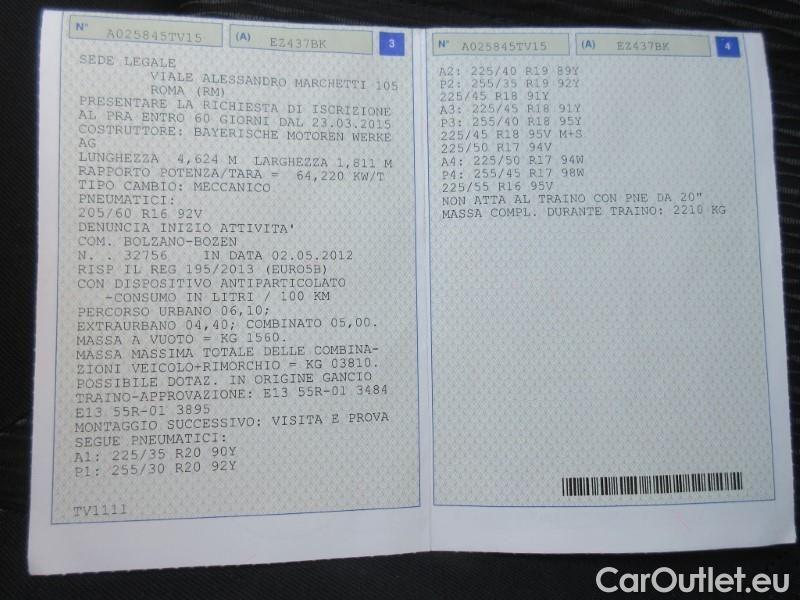 N° A025845TV15 (A) EZ437BK 3
SEDE LEGALE
VIALE ALESSANDRO MARCHETTI 105
ROMA (RM)
PRESENTARE LA RICHIESTA DI ISCRIZIONE
AL PRA ENTRO 60 GIORNI DAL 23.03.2015
COSTRUTTORE: BAYERISCHE MOTOREN WERKE
AG
LUNGHEZZA 4,624 M LARGHEZZA 1,811 M
RAPPORTO POTENZA/TARA = 64,220 KW/T
TIPO CAMBIO: MECCANICO
PNEUMATICI:
205/60 R16 92V
DENUNCIA INIZIO ATTIVITA'
COM. BOLZANO-BOZEN
N. . 32756 IN DATA 02.05.2012
RISP IL REG 195/2013 (EURO5B)
CON DISPOSITIVO ANTIPARTICOLATO
-CONSUMO IN LITRI / 100 KM
PERCORSO URBANO 06,10;
EXTRAURBANO 04,40; COMBINATO 05,00.
MASSA A VUOTO = KG 1560.
MASSA MASSIMA TOTALE DELLE COMBINA-
ZIONI VEICOLO+RIMORCHIO = KG 03810.
POSSIBILE DOTAZ. IN ORIGINE GANCIO
TRAINO-APPROVAZIONE: E13 55R-01 3484
E13 55R-01 3895
MONTAGGIO SUCCESSIVO: VISITA E PROVA
SEGUE PNEUMATICI:
A1: 225/35 R20 90Y
P1: 255/30 R20 92Y
TV1111
N° A025845TV15 (A) EZ437BK 4
A2: 225/40 R19 89Y
P2: 255/35 R19 92Y
225/45 R18 91Y
A3: 225/45 R18 91Y
P3: 255/40 R18 95Y
225/45 R18 95V M+S
225/50 R17 94V
A4: 225/50 R17 94W
P4: 255/45 R17 98W
225/55 R16 95V
NON ATTA AL TRAINO CON PNE DA 20"
MASSA COMPL. DURANTE TRAINO: 2210 KG
CarOutlet.eu